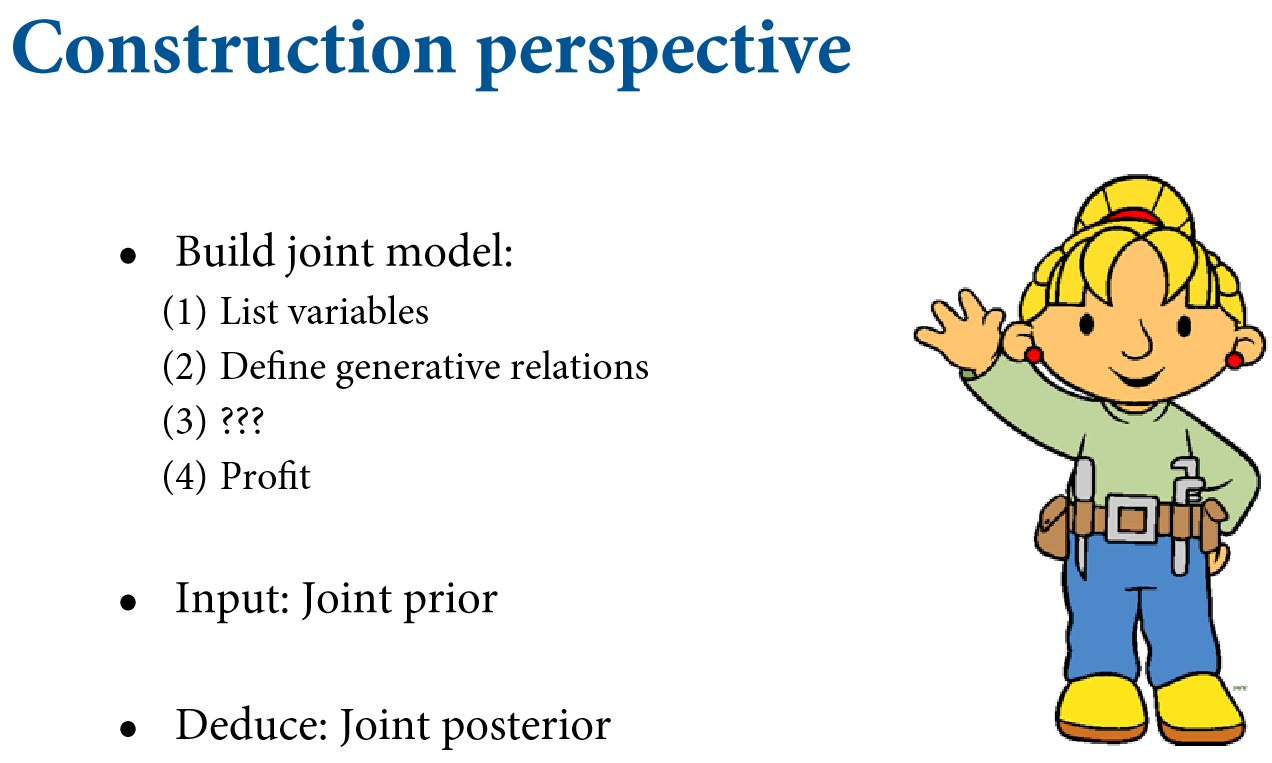 Construction perspective
• Build joint model:
(1) List variables
(2) Define generative relations
(3) ???
(4) Profit
• Input: Joint prior
• Deduce: Joint posterior